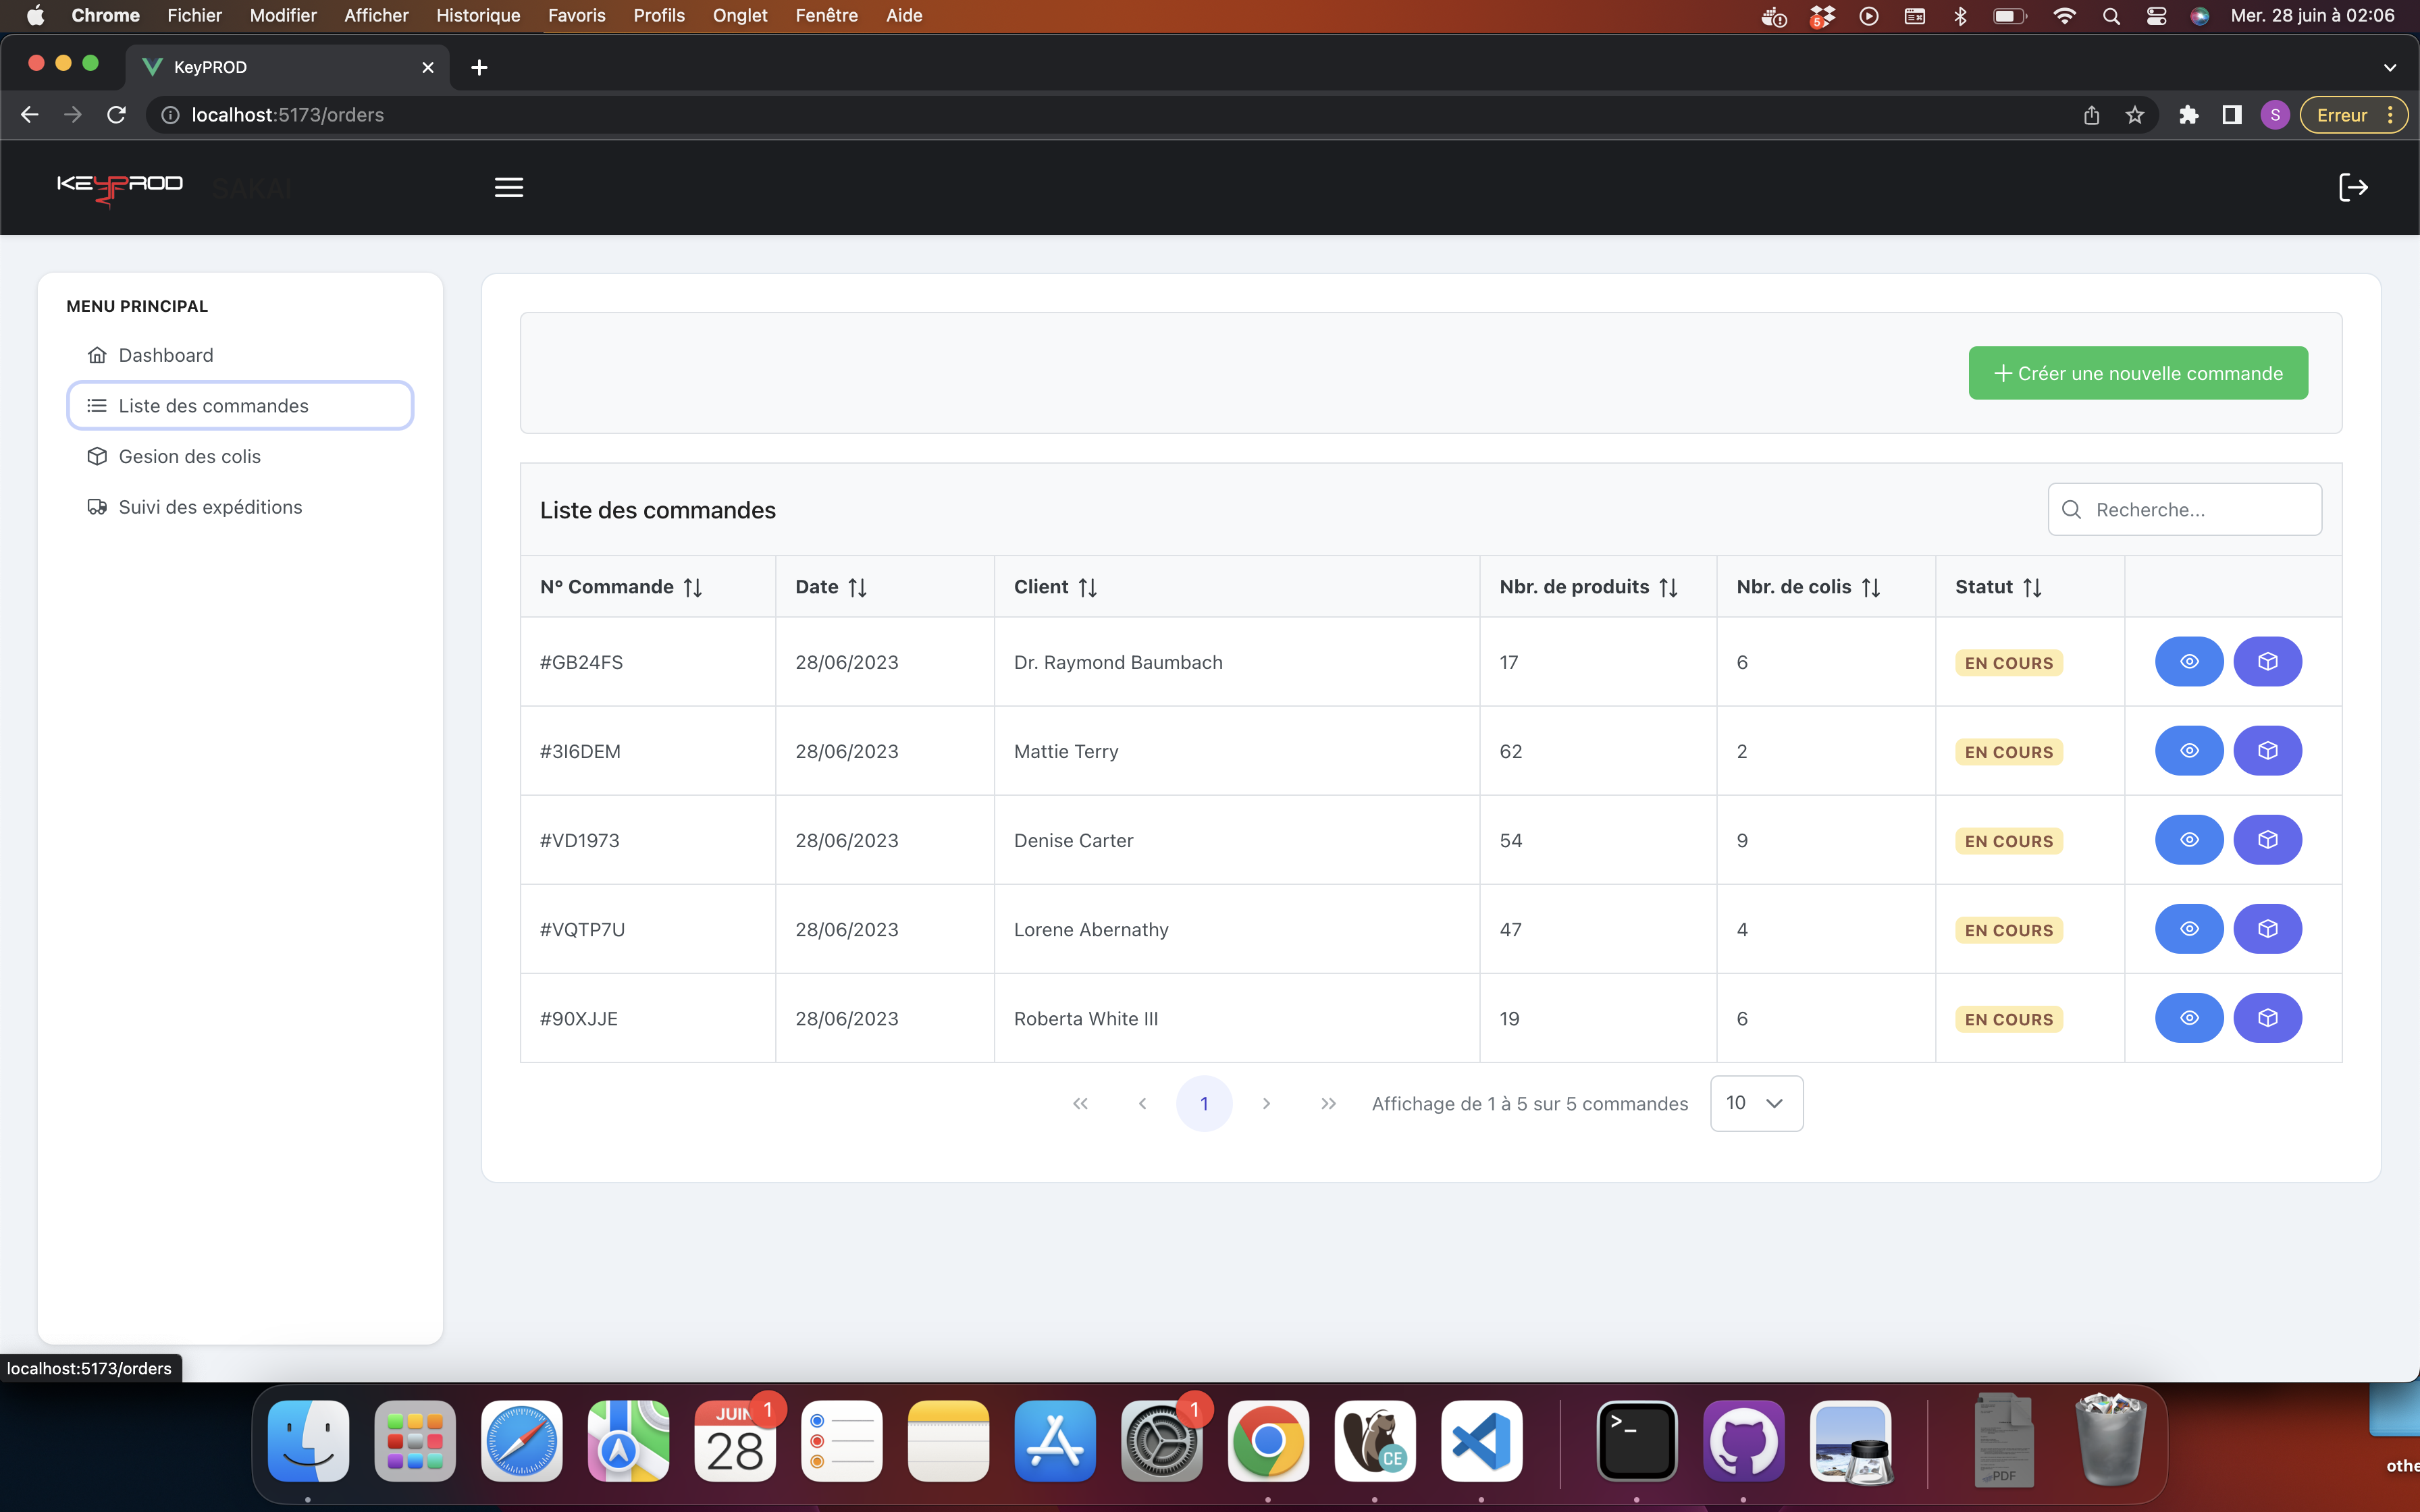 Chrome Fichier Modifier Afficher Historique Favoris Profils Onglet Fenêtre Aide
5
Mer. 28 juin à 02:06
KeyPROD
localhost:5173/orders
S
Erreur
KEYPROD
SAKAI
MENU PRINCIPAL
Dashboard
Liste des commandes
Gesion des colis
Suivi des expéditions
Créer une nouvelle commande
Liste des commandes
Recherche...
N° Commande Date Client Nbr. de produits Nbr. de colis Statut
#GB24FS 28/06/2023 Dr. Raymond Baumbach 17 6 EN COURS
#3I6DEM 28/06/2023 Mattie Terry 62 2 EN COURS
#VD1973 28/06/2023 Denise Carter 54 9 EN COURS
#VQTP7U 28/06/2023 Lorene Abernathy 47 4 EN COURS
#90XJJE 28/06/2023 Roberta White III 19 6 EN COURS
1
Affichage de 1 à 5 sur 5 commandes
10
localhost:5173/orders
JUIN
1
28
1
CE
>_
PDF
othe